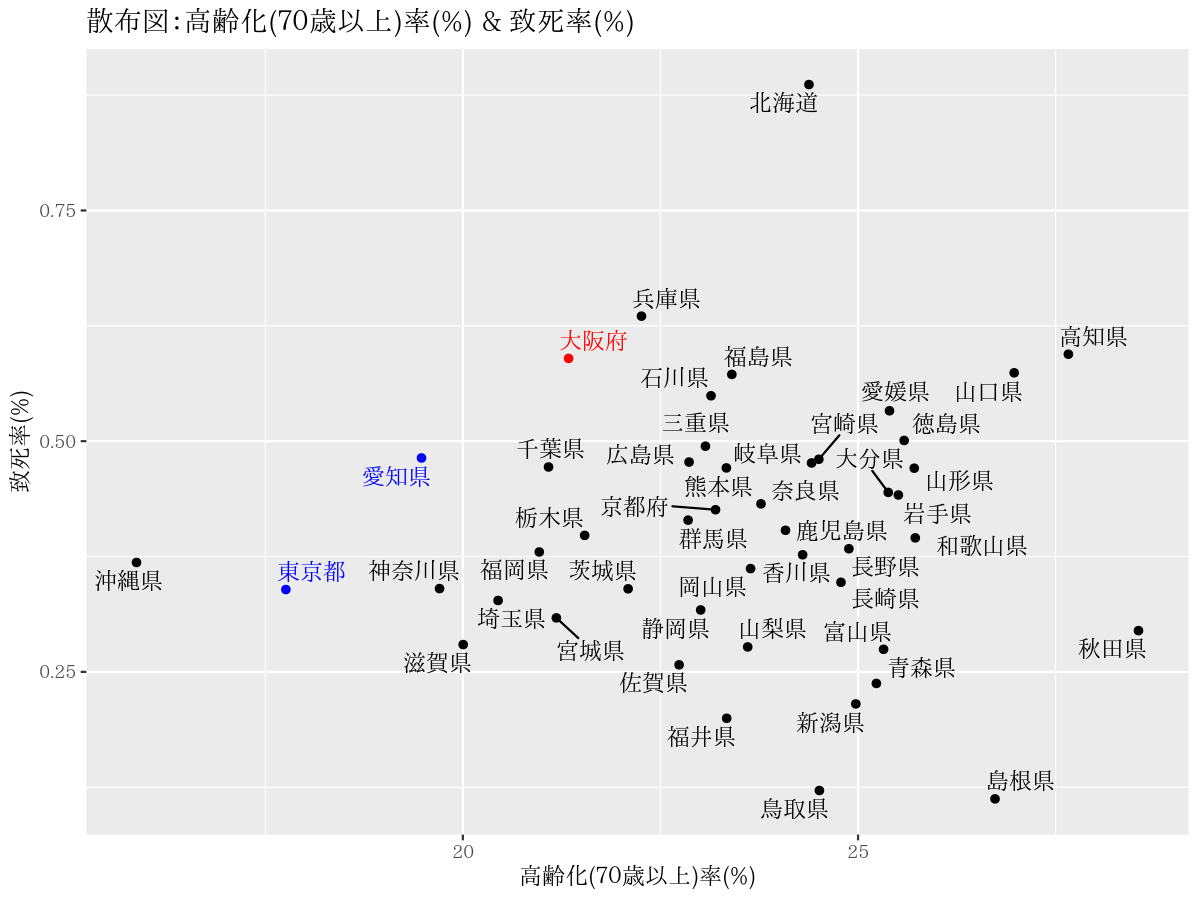 散布図:高齢化(70歳以上)率(%) & 致死率(%)
北海道
0.75
兵庫県
高知県
大阪府
福島県
石川県
愛媛県
山口県
三重県
宮崎県
徳島県
0.50
千葉県
広島県
岐阜県
大分県
愛知県
熊本県
奈良県
山形県
京都府
栃木県
群馬県
鹿児島県
岩手県
和歌山県
致死率(%)
沖縄県
東京都
神奈川県
福岡県
茨城県
岡山県
香川県
長野県
長崎県
埼玉県
宮城県
静岡県
山梨県
富山県
秋田県
滋賀県
0.25
佐賀県
青森県
福井県
新潟県
鳥取県
島根県
20
25
高齢化(70歳以上)率(%)